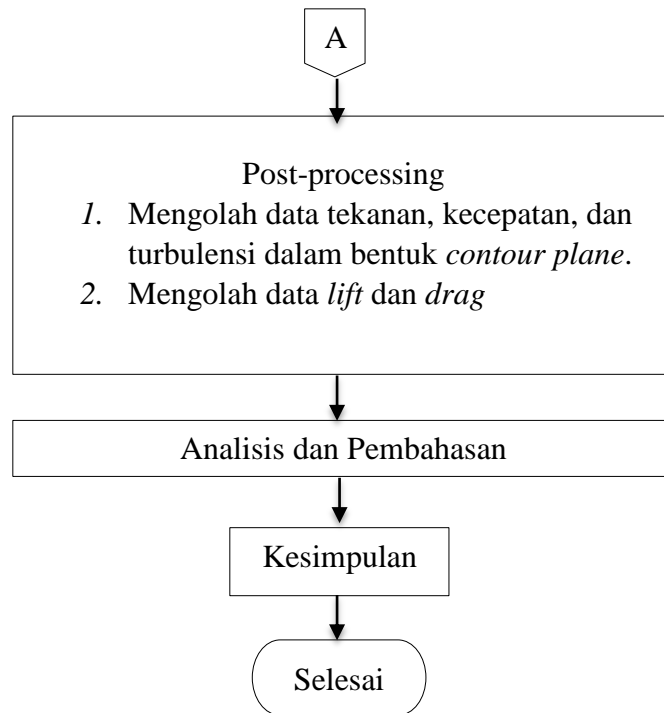 A
Post-processing
1. Mengolah data tekanan, kecepatan, dan
turbulensi dalam bentuk contour plane.
2. Mengolah data lift dan drag
Analisis dan Pembahasan
Kesimpulan
Selesai